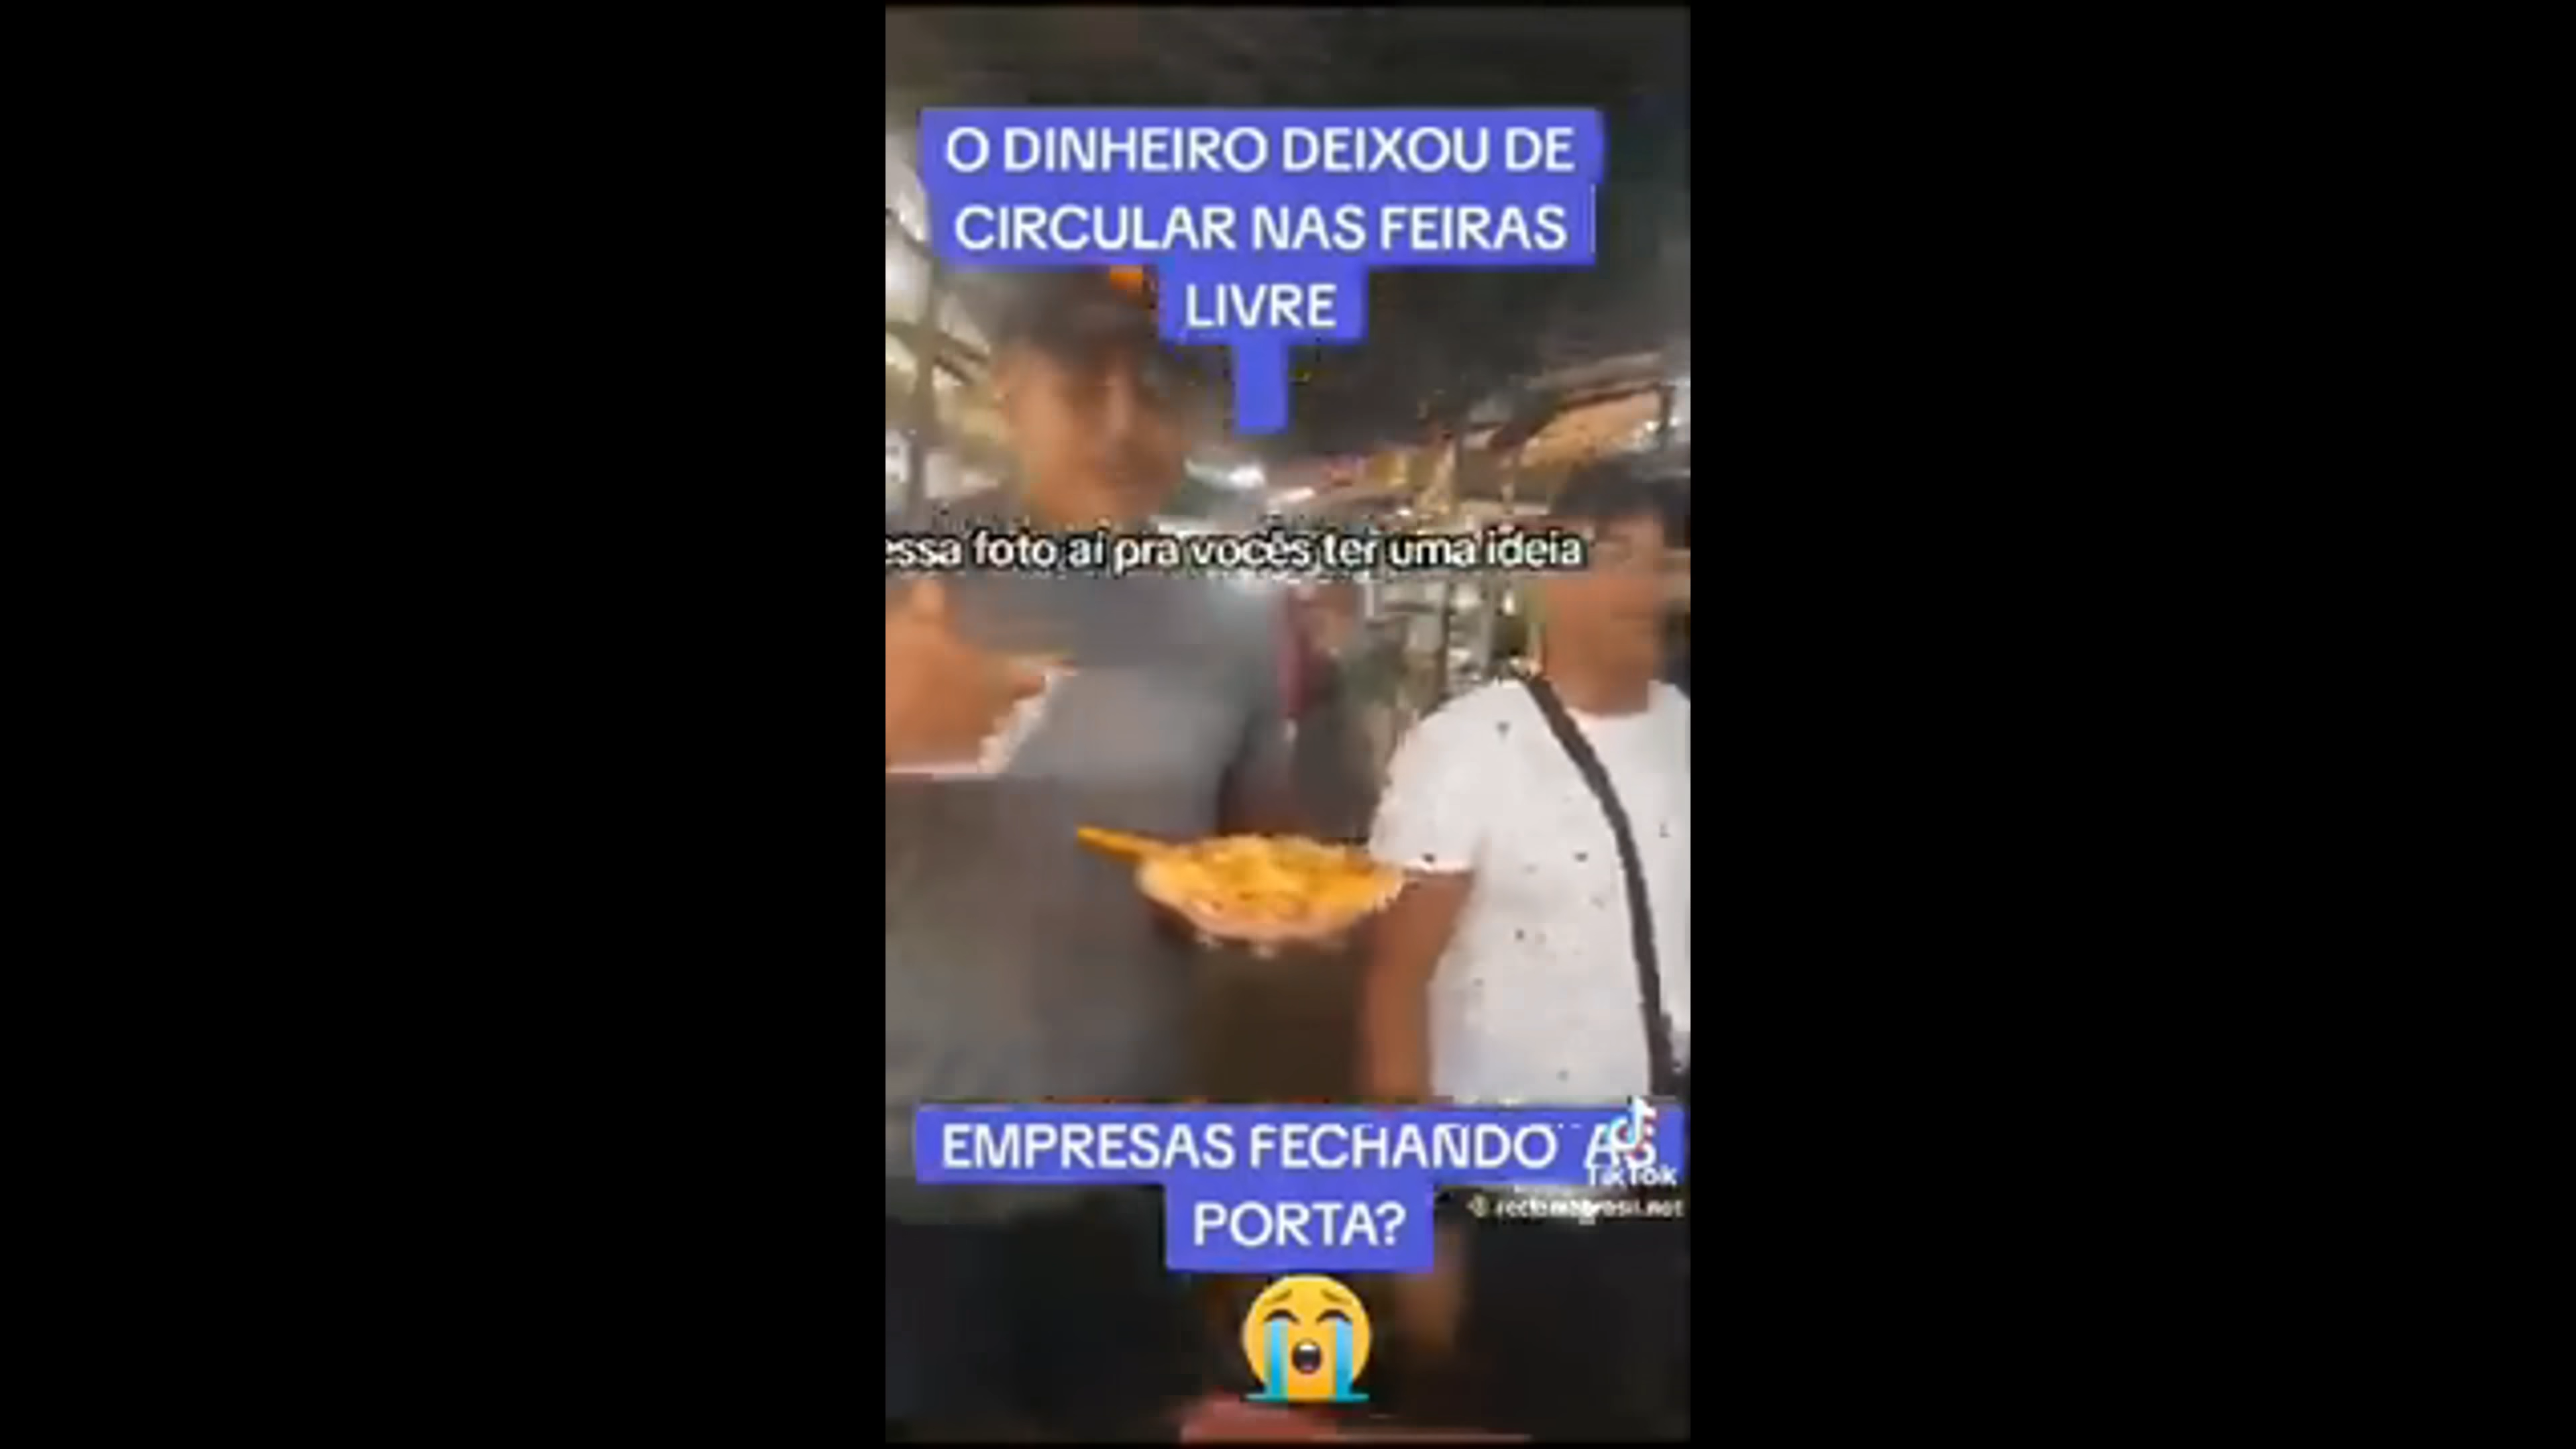 O DINHEIRO DEIXOU DE
CIRCULAR NAS FEIRAS
LIVRE
essa foto aí pra vocês ter uma ideia
EMPRESAS FECHANDO AS
PORTA?
TikTok